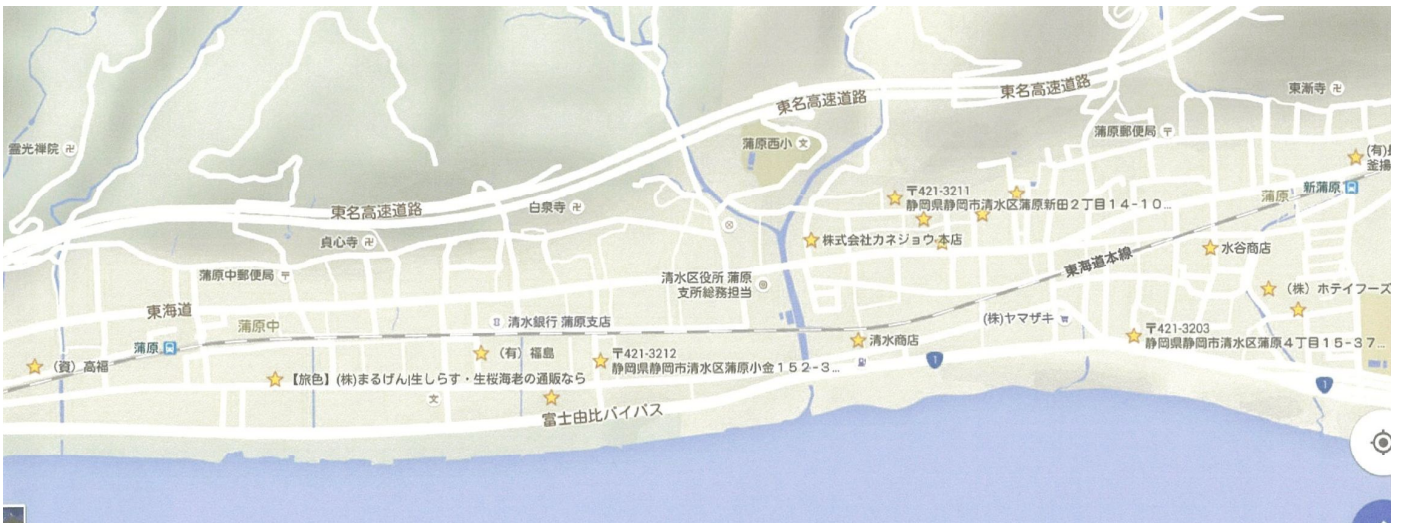 東名高速道路
東名高速道路
東漸寺
蒲原郵便局
蒲原西小
霊光禅院
(有)
釜揚
〒421-3211
静岡県静岡市清水区蒲原新田2丁目14-10...
新蒲原
蒲原
東名高速道路
白泉寺
貞心寺
株式会社カネジョウ 本店
水谷商店
東海道本線
蒲原中郵便局
清水区役所 蒲原
支所総務担当
(株) ホテイフーズ
東海道
蒲原中
清水銀行 蒲原支店
(株)ヤマザキ
〒421-3203
静岡県静岡市清水区蒲原4丁目15-37...
清水商店
蒲原
(有) 福島
〒421-3212
静岡県静岡市清水区蒲原小金152-3...
1
(資) 高福
【旅色】(株)まるげん|生しらす・生桜海老の通販なら
1
富士由比バイパス